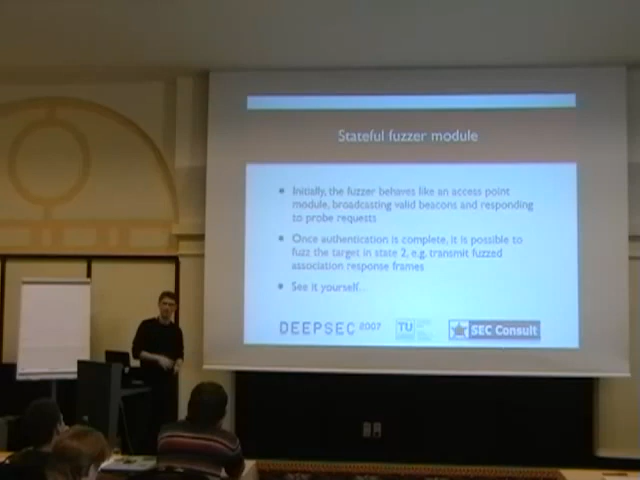 Stateful fuzzer module
Initially, the fuzzer behaves like an access point
module, broadcasting valid beacons and responding
to probe requests
Once authentication is complete, it is possible to
fuzz the target in state 2, e.g. transmit fuzzed
association response frames
See it yourself...
DEEPSEC 2007
TU
SEC Consult